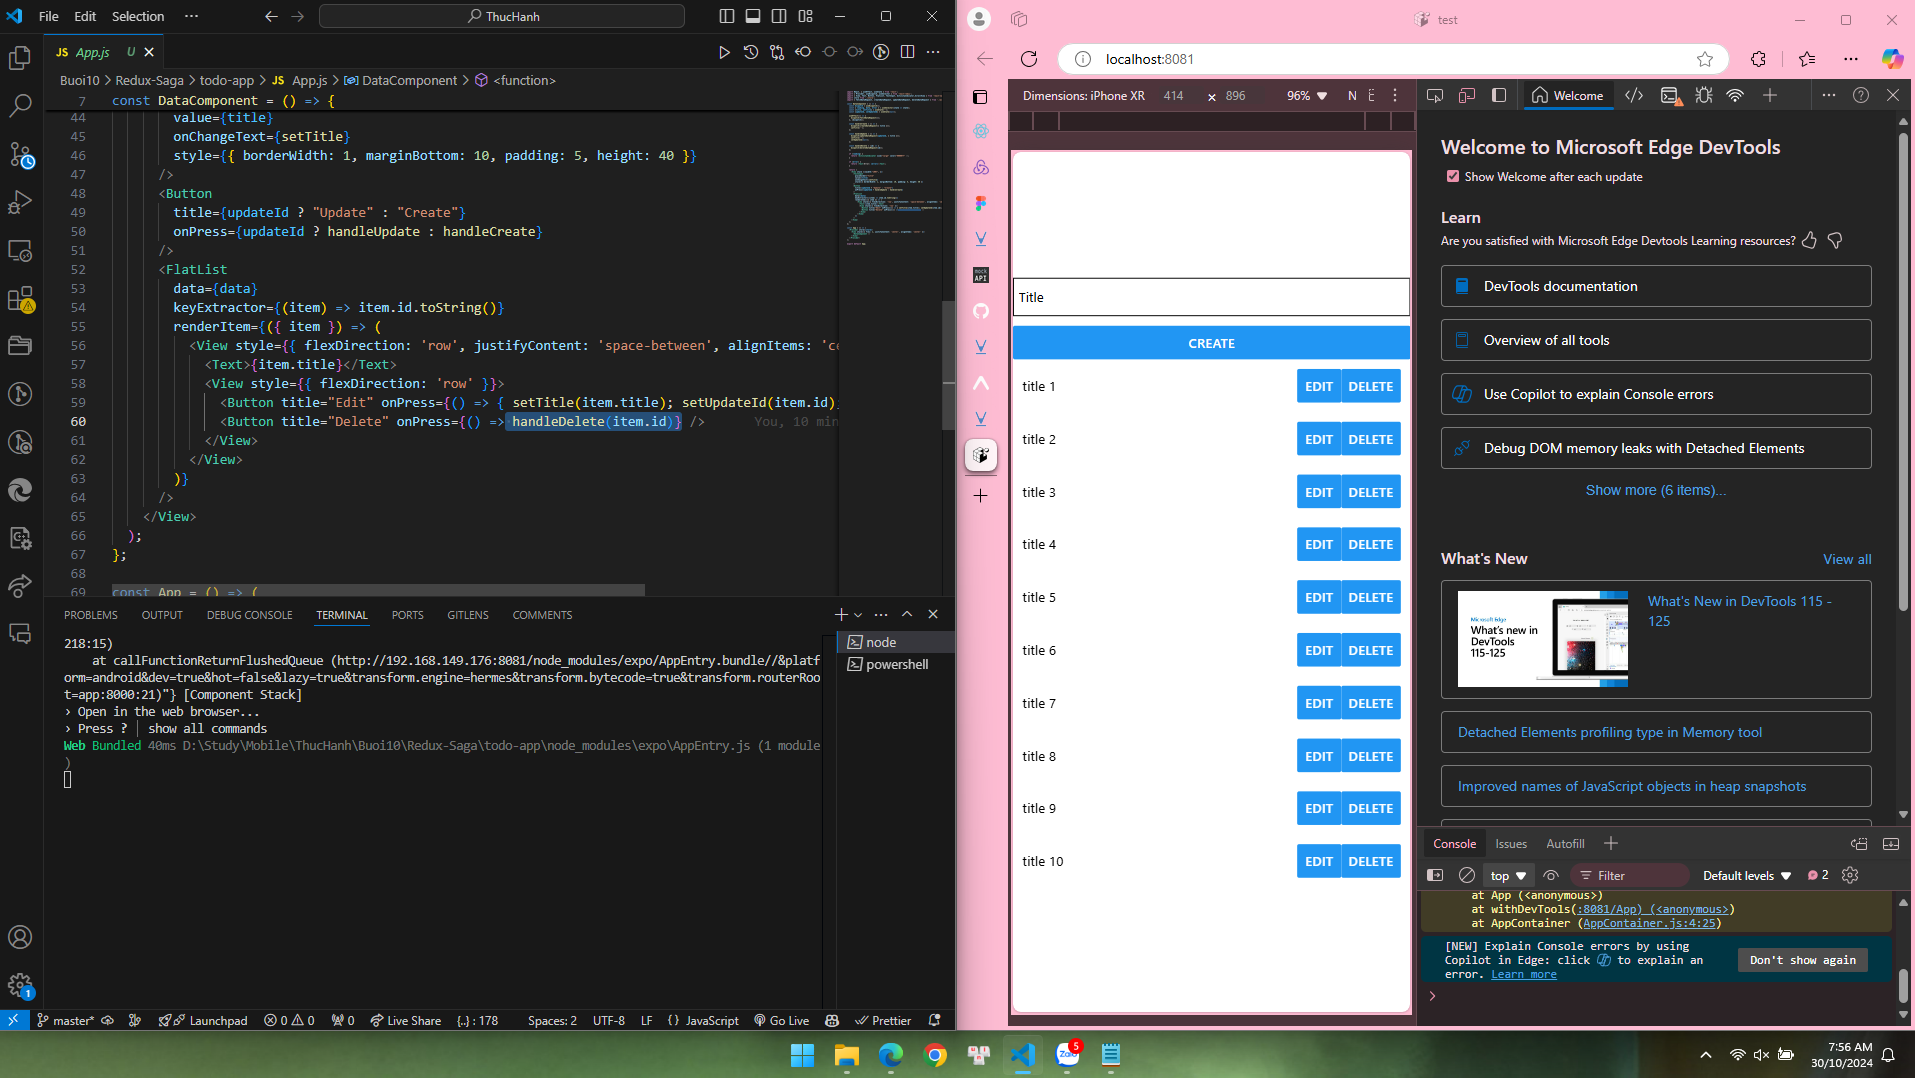 File Edit Selection ··· ThucHanh
JS App.js U
Buoi10 > Redux-Saga > todo-app > JS App.js > DataComponent > <function>
7 const DataComponent = () => {
44 value={title}
45 onChangeText={setTitle}
46 style={{ borderWidth: 1, marginBottom: 10, padding: 5, height: 40 }}
47 />
48 <Button
49 title={updateId ? "Update" : "Create"}
50 onPress={updateId ? handleUpdate : handleCreate}
51 />
52 <FlatList
53 data={data}
54 keyExtractor={(item) => item.id.toString()}
55 renderItem={({ item }) => (
56 <View style={{ flexDirection: 'row', justifyContent: 'space-between', alignItems: 'ce
57 <Text>{item.title}</Text>
58 <View style={{ flexDirection: 'row' }}>
59 <Button title="Edit" onPress={() => { setTitle(item.title); setUpdateId(item.id);
60 <Button title="Delete" onPress={() => handleDelete(item.id)} /> You, 10 min
61 </View>
62 </View>
63 )}
64 />
65 </View>
66 );
67 };
68
69 const App = () => (
PROBLEMS OUTPUT DEBUG CONSOLE TERMINAL PORTS GITLENS COMMENTS
218:15)
at callFunctionReturnFlushedQueue (http://192.168.149.176:8081/node_modules/expo/AppEntry.bundle//&platf
orm=android&dev=true&hot=false&lazy=true&transform.engine=hermes&transform.bytecode=true&transform.routerRoo
t=app:8000:21)"} [Component Stack]
› Open in the web browser...
› Press ? │ show all commands
Web Bundled 40ms D:\Study\Mobile\ThucHanh\Buoi10\Redux-Saga\todo-app\node_modules\expo\AppEntry.js (1 module
)
node
powershell
master* Launchpad 0 0 0 Live Share {..} : 178 Spaces: 2 UTF-8 LF {} JavaScript Go Live Prettier
test
localhost:8081
Dimensions: iPhone XR 414 × 896 96% N
mock
API
Title
CREATE
title 1 EDIT DELETE
title 2 EDIT DELETE
title 3 EDIT DELETE
title 4 EDIT DELETE
title 5 EDIT DELETE
title 6 EDIT DELETE
title 7 EDIT DELETE
title 8 EDIT DELETE
title 9 EDIT DELETE
title 10 EDIT DELETE
Welcome
Welcome to Microsoft Edge DevTools
Show Welcome after each update
Learn
Are you satisfied with Microsoft Edge Devtools Learning resources?
DevTools documentation
Overview of all tools
Use Copilot to explain Console errors
Debug DOM memory leaks with Detached Elements
Show more (6 items)...
What's New View all
Microsoft Edge
What's new in
DevTools
115-125
What's New in DevTools 115 -
125
Detached Elements profiling type in Memory tool
Improved names of JavaScript objects in heap snapshots
Console Issues Autofill
top Filter Default levels 2
at App (<anonymous>)
at withDevTools(:8081/App) (<anonymous>)
at AppContainer (AppContainer.js:4:25)
[NEW] Explain Console errors by using
Copilot in Edge: click to explain an
error. Learn more
Don't show again
Zalo 5
7:56 AM
30/10/2024